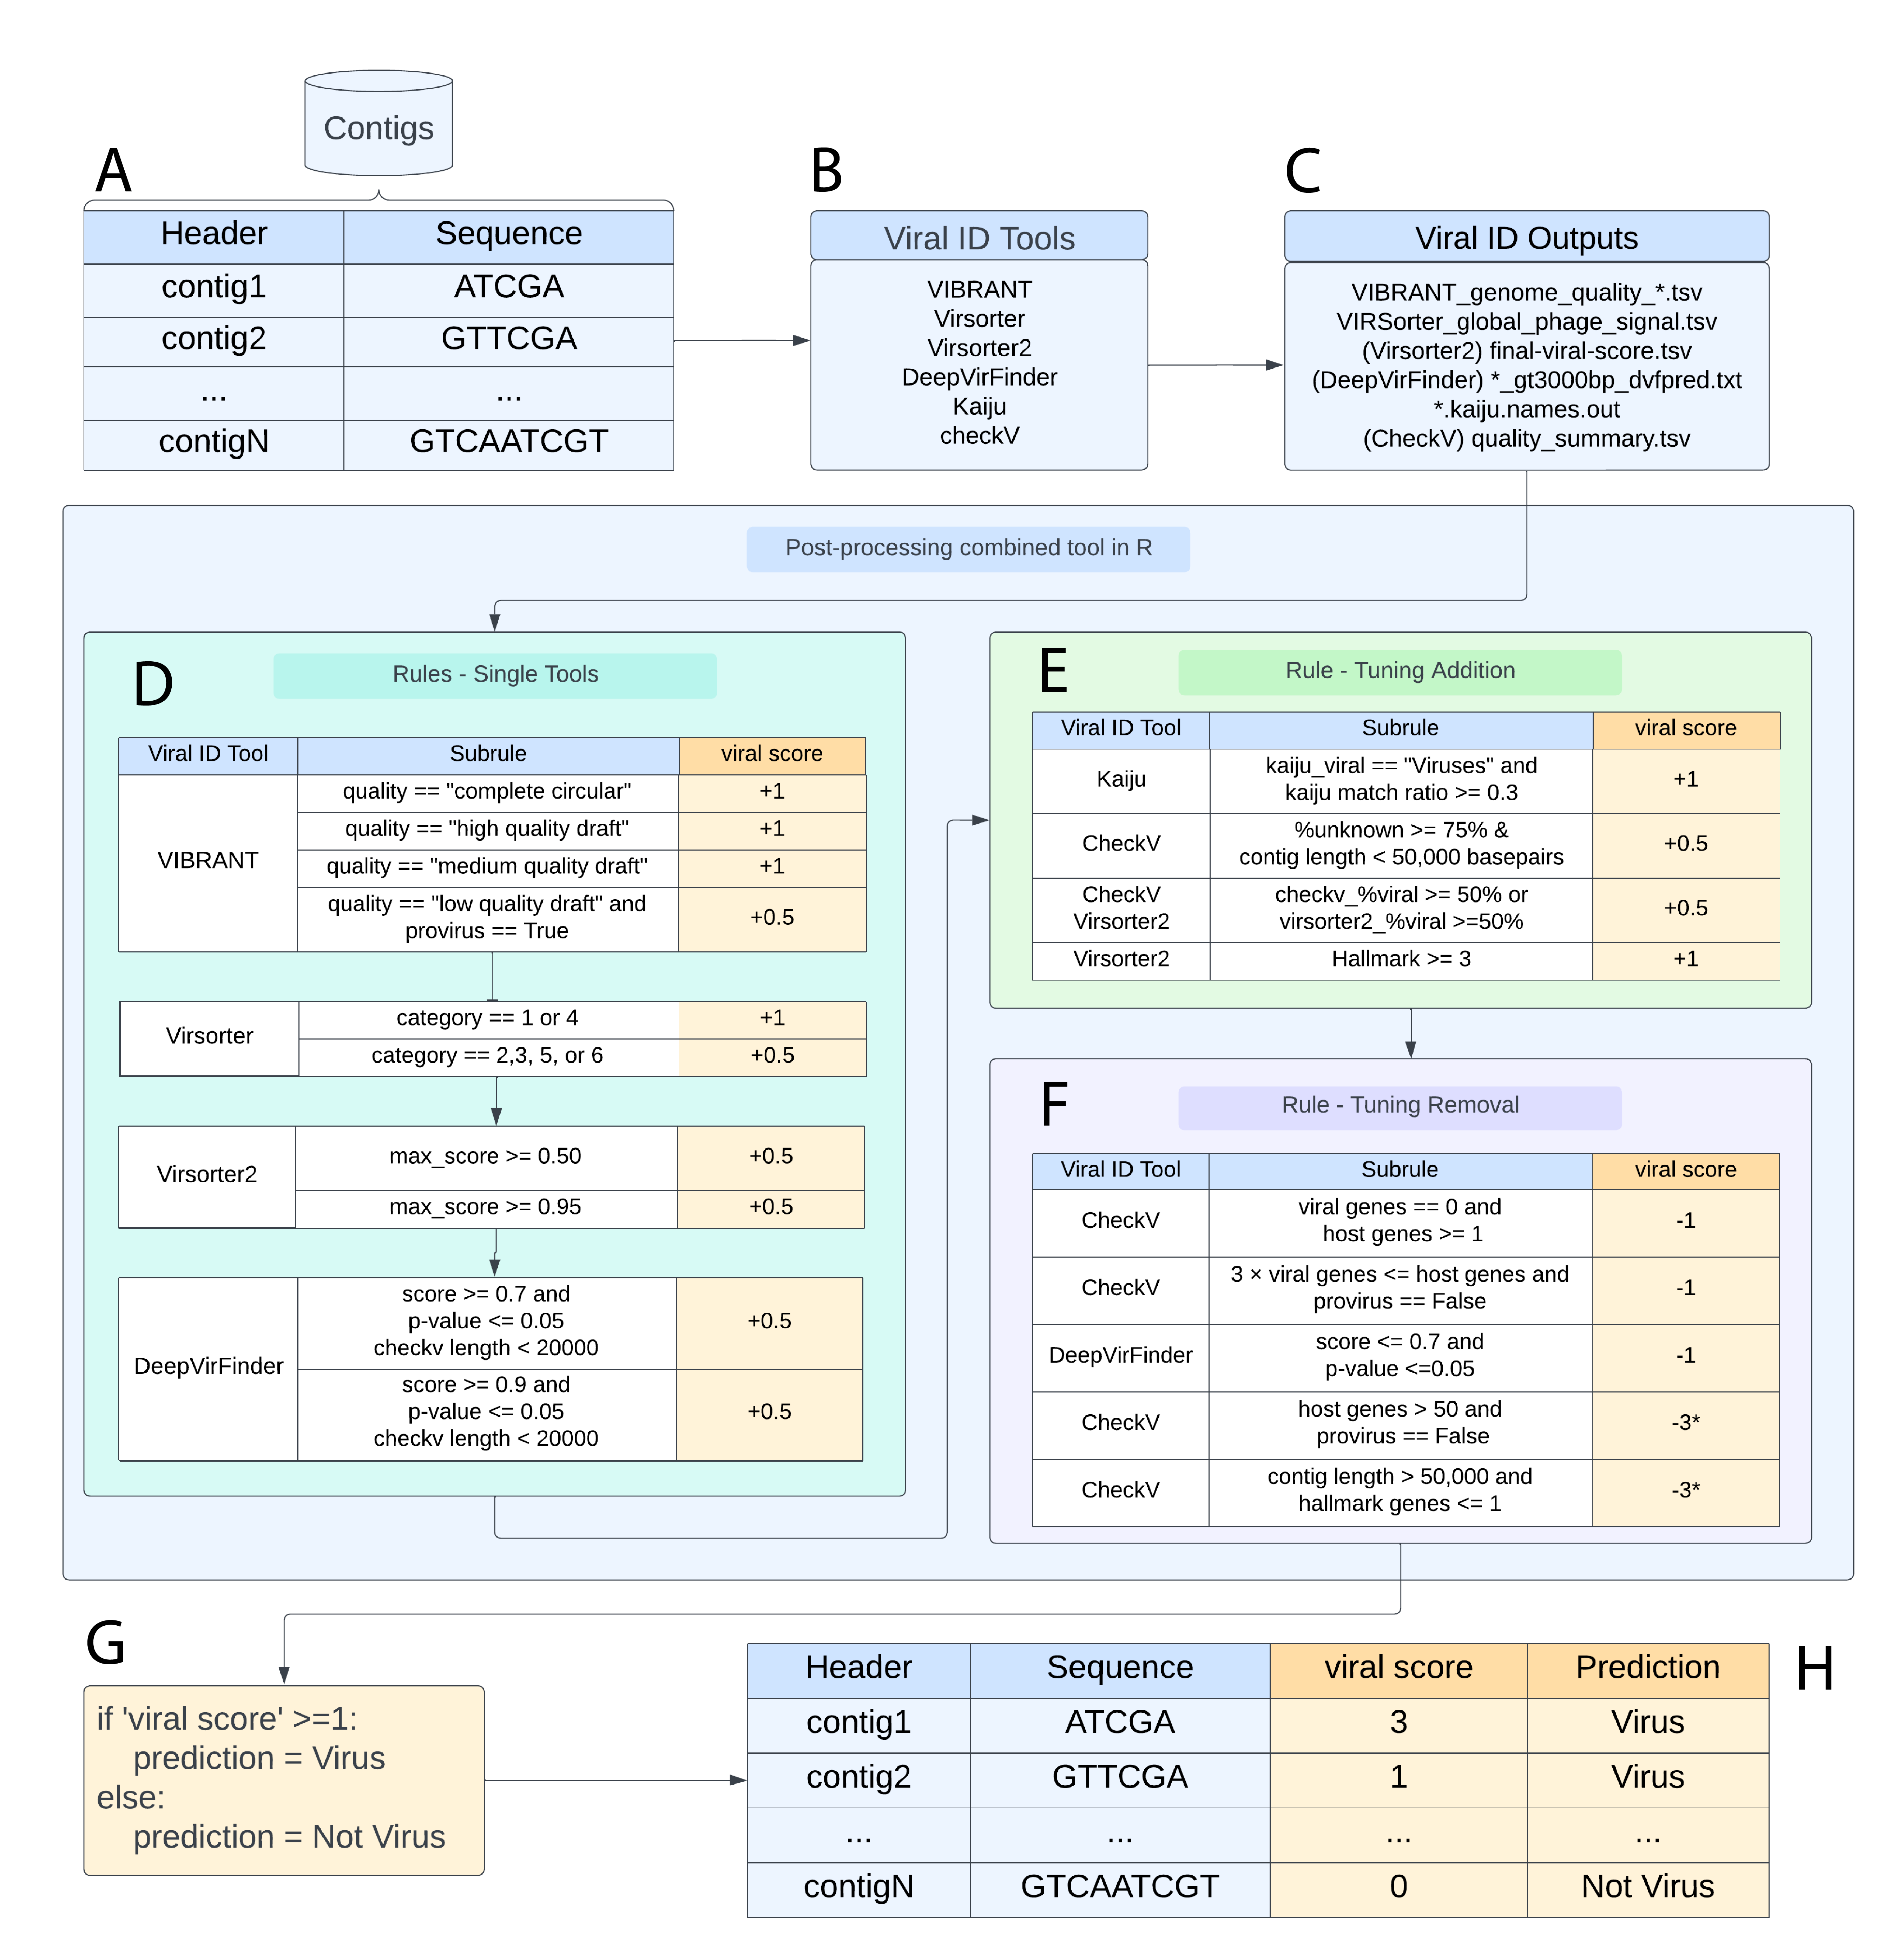 Contigs
A
Header Sequence
contig1 ATCGA
contig2 GTTCGA
... ...
contigN GTCAATCGT
B
Viral ID Tools
VIBRANT
Virsorter
Virsorter2
DeepVirFinder
Kaiju
checkV
C
Viral ID Outputs
VIBRANT_genome_quality_*.tsv
VIRSorter_global_phage_signal.tsv
(Virsorter2) final-viral-score.tsv
(DeepVirFinder) *_gt3000bp_dvfpred.txt
*.kaiju.names.out
(CheckV) quality_summary.tsv
Post-processing combined tool in R
D
Rules - Single Tools
Viral ID Tool Subrule viral score
VIBRANT
quality == "complete circular" +1
quality == "high quality draft" +1
quality == "medium quality draft" +1
quality == "low quality draft" and
provirus == True
+0.5
Virsorter
category == 1 or 4 +1
category == 2,3, 5, or 6 +0.5
Virsorter2
max_score >= 0.50 +0.5
max_score >= 0.95 +0.5
DeepVirFinder
score >= 0.7 and
p-value <= 0.05
checkv length < 20000
+0.5
score >= 0.9 and
p-value <= 0.05
checkv length < 20000
+0.5
E
Rule - Tuning Addition
Viral ID Tool Subrule viral score
Kaiju
kaiju_viral == "Viruses" and
kaiju match ratio >= 0.3
+1
CheckV
%unknown >= 75% &
contig length < 50,000 basepairs
+0.5
CheckV
Virsorter2
checkv_%viral >= 50% or
virsorter2_%viral >=50%
+0.5
Virsorter2 Hallmark >= 3 +1
F
Rule - Tuning Removal
Viral ID Tool Subrule viral score
CheckV
viral genes == 0 and
host genes >= 1
-1
CheckV
3 × viral genes <= host genes and
provirus == False
-1
DeepVirFinder
score <= 0.7 and
p-value <=0.05
-1
CheckV
host genes > 50 and
provirus == False
-3*
CheckV
contig length > 50,000 and
hallmark genes <= 1
-3*
G
if 'viral score' >=1:
prediction = Virus
else:
prediction = Not Virus
H
Header Sequence viral score Prediction
contig1 ATCGA 3 Virus
contig2 GTTCGA 1 Virus
... ... ... ...
contigN GTCAATCGT 0 Not Virus